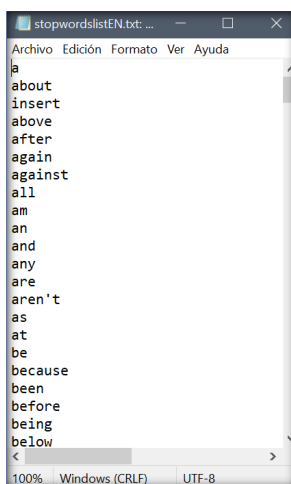 stopwordslistEN.txt: ...
Archivo Edición Formato Ver Ayuda
a
about
insert
above
after
again
against
all
am
an
and
any
are
aren't
as
at
be
because
been
before
being
below
100% Windows (CRLF) UTF-8